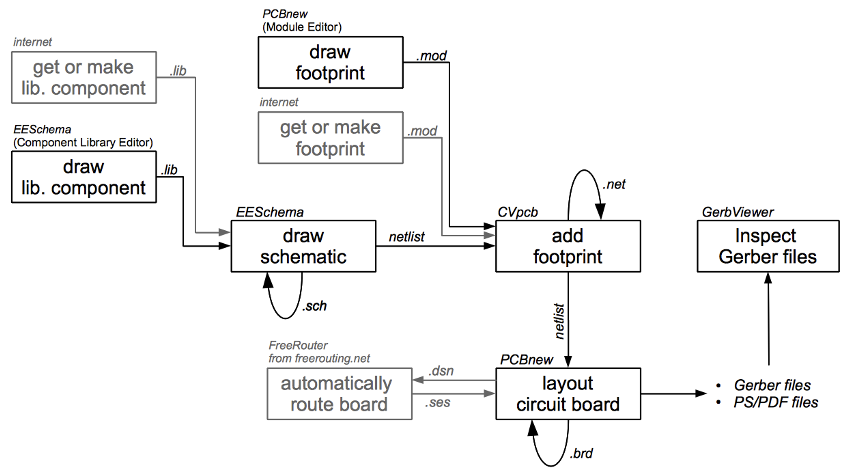 PCBnew
(Module Editor)
draw
footprint
.mod
internet
get or make
lib. component
.lib
internet
get or make
footprint
.mod
EESchema
(Component Library Editor)
draw
lib. component
.lib
.net
EESchema
draw
schematic
.sch
netlist
CVpcb
add
footprint
GerbViewer
Inspect
Gerber files
netlist
FreeRouter
from freerouting.net
automatically
route board
.dsn
.ses
PCBnew
layout
circuit board
.brd
• Gerber files
• PS/PDF files